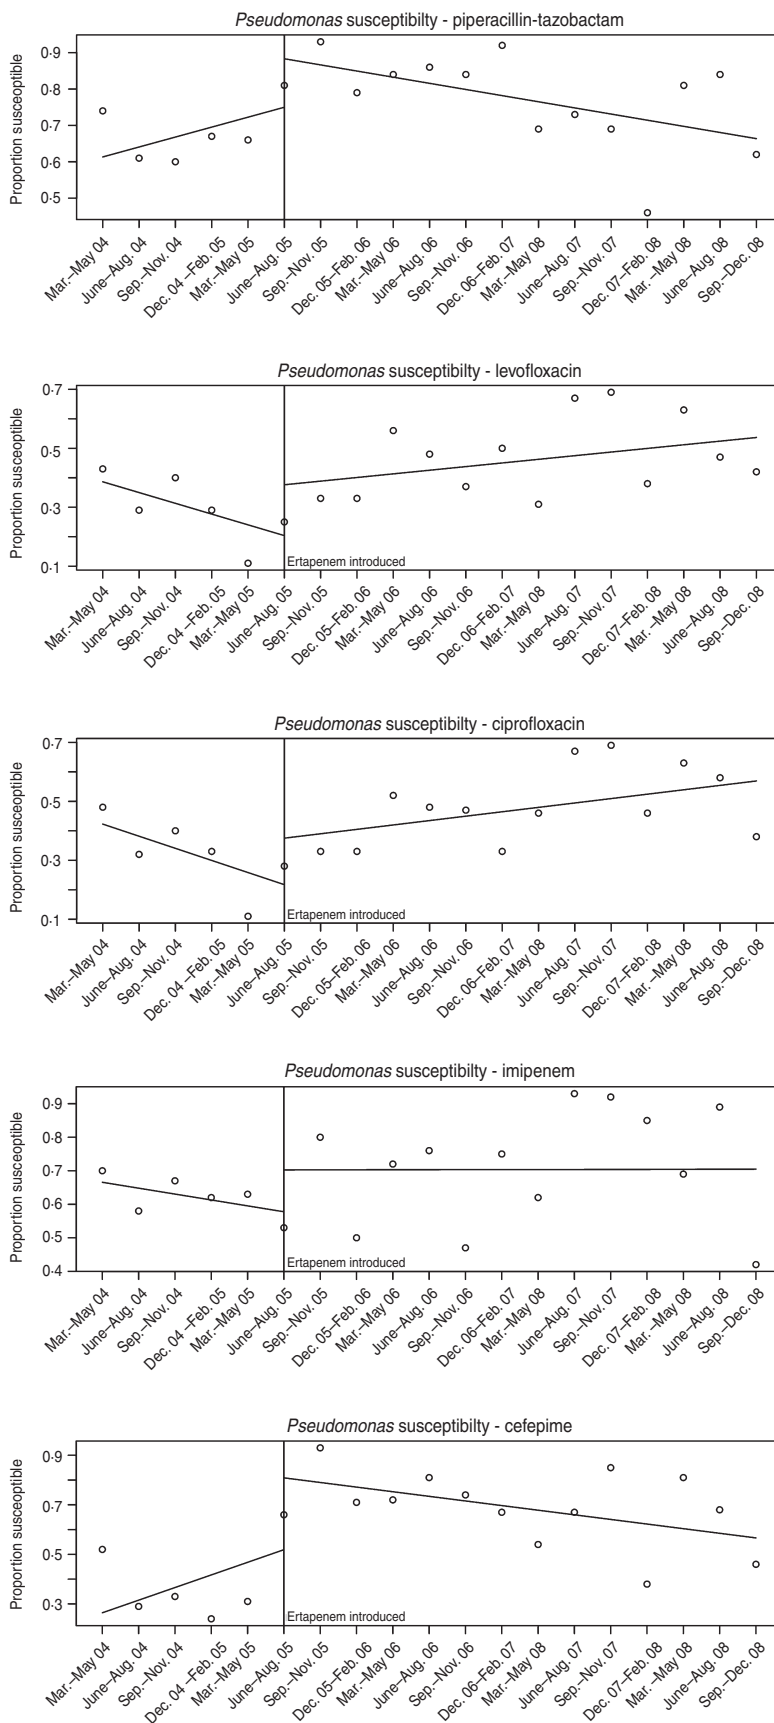 Pseudomonas susceptibilty - piperacillin-tazobactam
Proportion susceoptible
0·9
0·8
0·7
0·6
0·5
Mar.–May 04
June–Aug. 04
Sep.–Nov. 04
Dec. 04 –Feb. 05
Mar.–May 05
June–Aug. 05
Sep.–Nov. 05
Dec. 05–Feb. 06
Mar.–May 06
June–Aug. 06
Sep.–Nov. 06
Dec. 06–Feb. 07
Mar.–May 08
June–Aug. 07
Sep.–Nov. 07
Dec. 07–Feb. 08
Mar. –May 08
June–Aug. 08
Sep.–Dec. 08
Pseudomonas susceptibilty - levofloxacin
Proportion susceoptible
0·7
0·5
0·3
0·1
Ertapenem introduced
Mar.–May 04
June–Aug. 04
Sep.–Nov. 04
Dec. 04 –Feb. 05
Mar.–May 05
June–Aug. 05
Sep.–Nov. 05
Dec. 05–Feb. 06
Mar.–May 06
June–Aug. 06
Sep.–Nov. 06
Dec. 06–Feb. 07
Mar.–May 08
June–Aug. 07
Sep.–Nov. 07
Dec. 07–Feb. 08
Mar. –May 08
June–Aug. 08
Sep.–Dec. 08
Pseudomonas susceptibilty - ciprofloxacin
Proportion susceoptible
0·7
0·5
0·3
0·1
Ertapenem introduced
Mar.–May 04
June–Aug. 04
Sep.–Nov. 04
Dec. 04 –Feb. 05
Mar.–May 05
June–Aug. 05
Sep.–Nov. 05
Dec. 05–Feb. 06
Mar.–May 06
June–Aug. 06
Sep.–Nov. 06
Dec. 06–Feb. 07
Mar.–May 08
June–Aug. 07
Sep.–Nov. 07
Dec. 07–Feb. 08
Mar. –May 08
June–Aug. 08
Sep.–Dec. 08
Pseudomonas susceptibilty - imipenem
Proportion susceoptible
0·9
0·8
0·7
0·6
0·5
0·4
Ertapenem introduced
Mar.–May 04
June–Aug. 04
Sep.–Nov. 04
Dec. 04 –Feb. 05
Mar.–May 05
June–Aug. 05
Sep.–Nov. 05
Dec. 05–Feb. 06
Mar.–May 06
June–Aug. 06
Sep.–Nov. 06
Dec. 06–Feb. 07
Mar.–May 08
June–Aug. 07
Sep.–Nov. 07
Dec. 07–Feb. 08
Mar. –May 08
June–Aug. 08
Sep.–Dec. 08
Pseudomonas susceptibilty - cefepime
Proportion susceoptible
0·9
0·7
0·5
0·3
Ertapenem introduced
Mar.–May 04
June–Aug. 04
Sep.–Nov. 04
Dec. 04 –Feb. 05
Mar.–May 05
June–Aug. 05
Sep.–Nov. 05
Dec. 05–Feb. 06
Mar.–May 06
June–Aug. 06
Sep.–Nov. 06
Dec. 06–Feb. 07
Mar.–May 08
June–Aug. 07
Sep.–Nov. 07
Dec. 07–Feb. 08
Mar. –May 08
June–Aug. 08
Sep.–Dec. 08